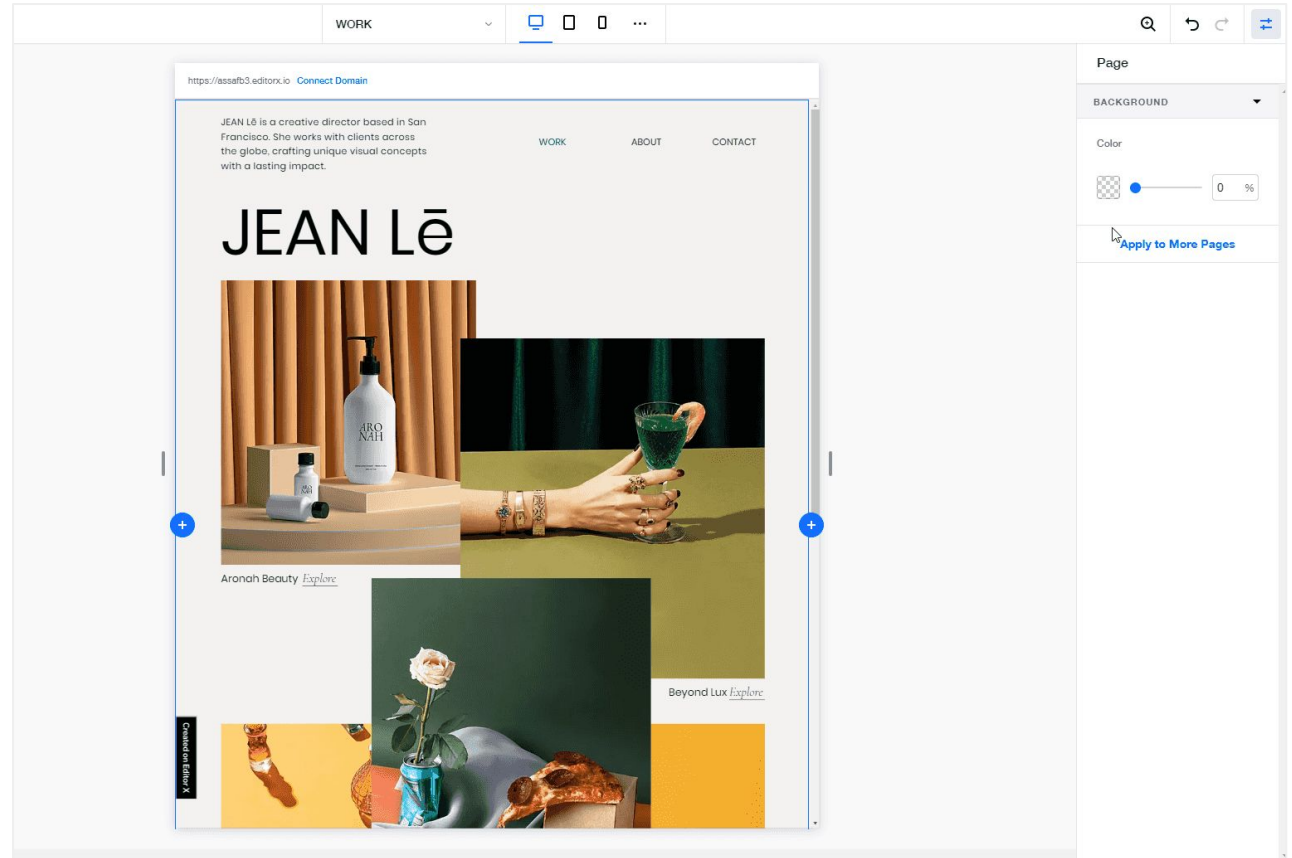 WORK
Page
https://assafb3.editorx.io Connect Domain
BACKGROUND
JEAN Lē is a creative director based in San
Francisco. She works with clients across
the globe, crafting unique visual concepts
with a lasting impact.
WORK ABOUT CONTACT
Color
0 %
Apply to More Pages
JEAN Lē
ARO
NAH
Aronah Beauty Explore
Beyond Lux Explore
Created on Editor X